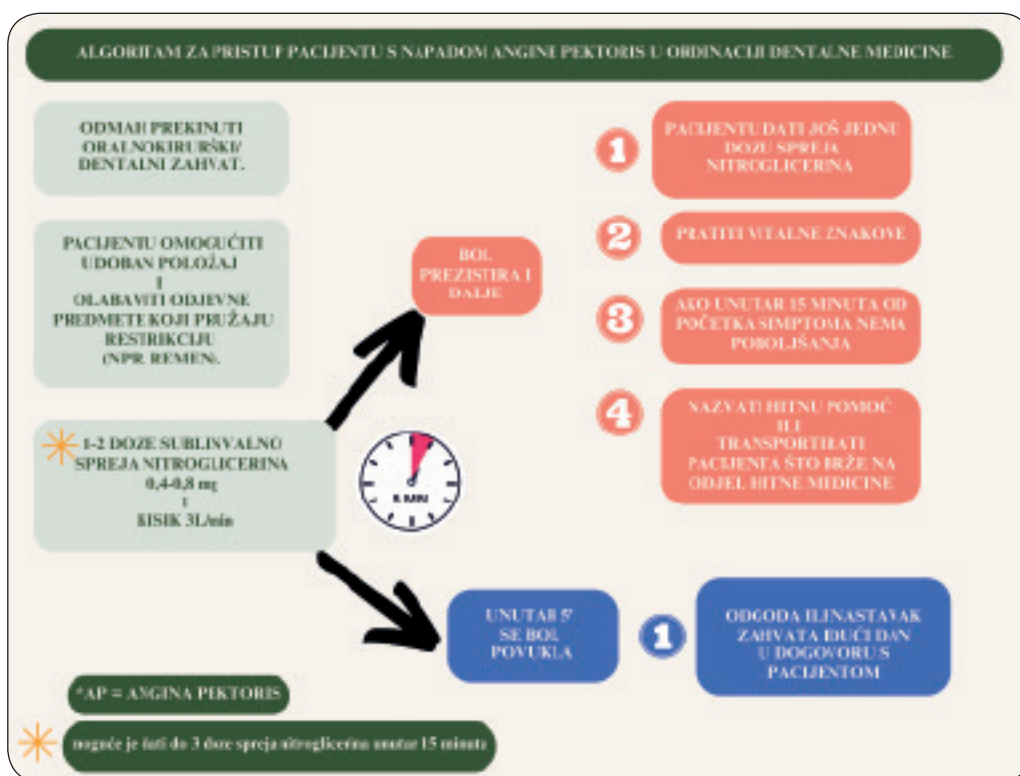 ALGORITAM ZA PRISTUP PACIJENTU S NAPADOM ANGINE PEKTORIS U ORDINACIJI DENTALNE MEDICINE
ODMAH PREKINUTI
ORALNOKIRURŠKI/
DENTALNI ZAHVAT.
PACIJENTU OMOGUĆITI
UDOBAN POLOŽAJ
I
OLABAVITI ODJEVNE
PREDMETE KOJI PRUŽAJU
RESTRIKCIJU
(NPR. REMEN).
1-2 DOZE SUBLINVALNO
SPREJA NITROGLICERINA
0,4-0,8 mg
I
KISIK 3L/min
BOL
PREZISTIRA I
DALJE
5 MIN
1
PACIJENTU DATI JOŠ JEDNU
DOZU SPREJA
NITROGLICERINA
2
PRATITI VITALNE ZNAKOVE
3
AKO UNUTAR 15 MINUTA OD
POČETKA SIMPTOMA NEMA
POBOLJŠANJA
4
NAZVATI HITNU POMOĆ
ILI
TRANSPORTIRATI
PACIJENTA ŠTO BRŽE NA
ODJEL HITNE MEDICINE
UNUTAR 5'
SE BOL
POVUKLA
1
ODGODA ILI NASTAVAK
ZAHVATA IDUĆI DAN
U DOGOVORU S
PACIJENTOM
*AP = ANGINA PEKTORIS
moguće je dati do 3 doze spreja nitroglicerina unutar 15 minuta